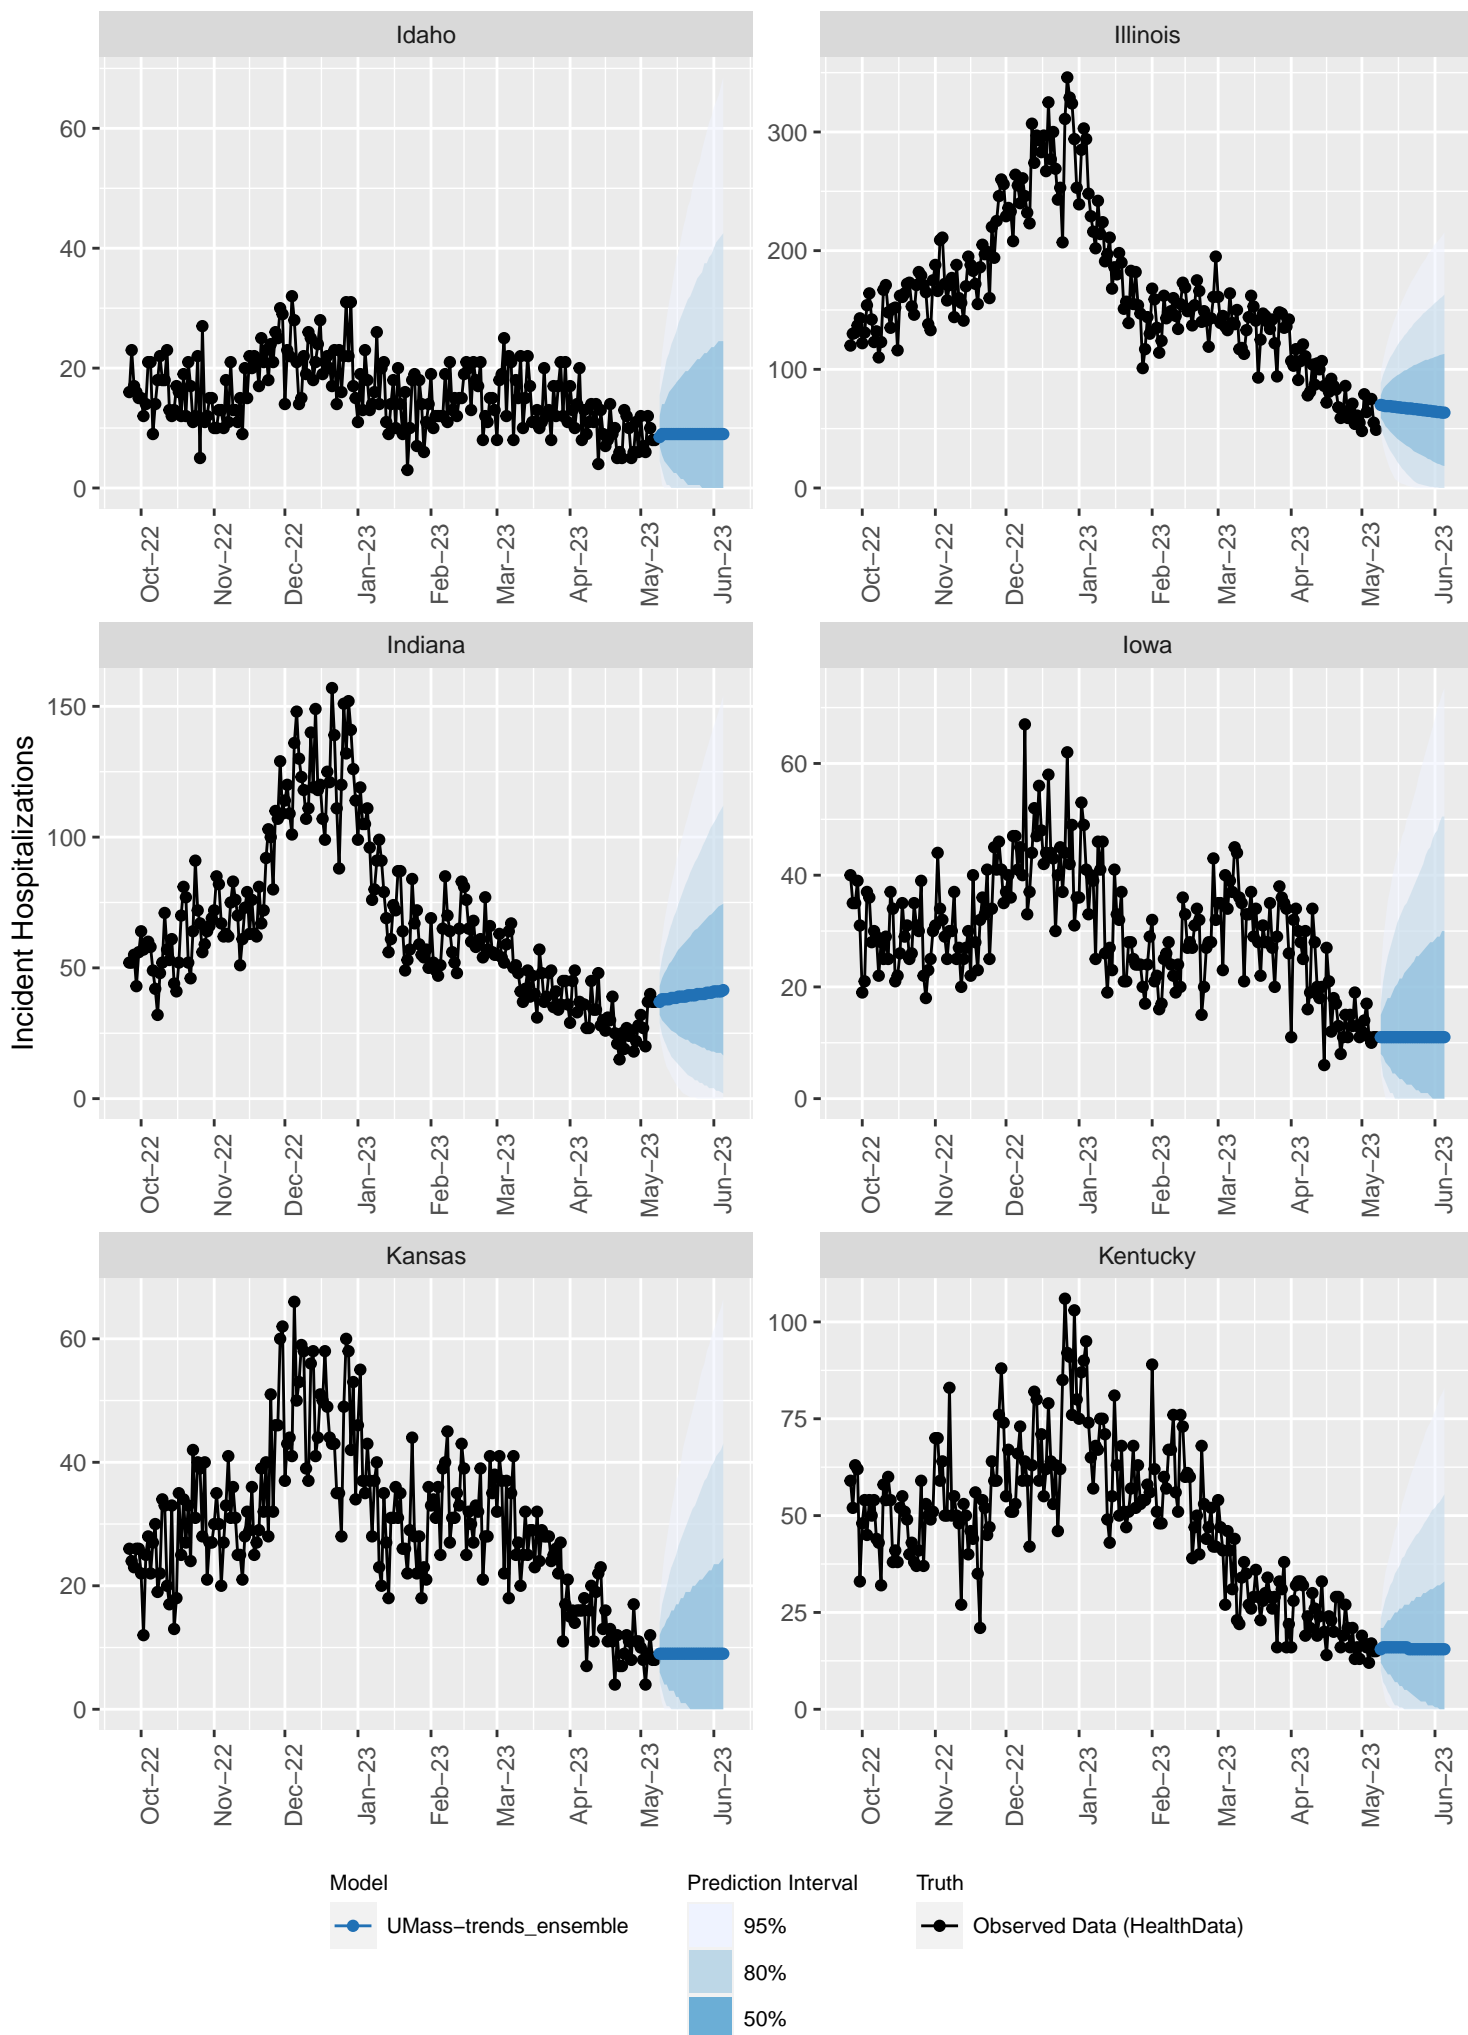 Idaho
Illinois
60
40
20
0
300
200
100
0
Oct−22
Nov−22
Dec−22
Jan−23
Feb−23
Mar−23
Apr−23
May−23
Jun−23
Oct−22
Nov−22
Dec−22
Jan−23
Feb−23
Mar−23
Apr−23
May−23
Jun−23
Incident Hospitalizations
Indiana
Iowa
150
100
50
0
60
40
20
0
Oct−22
Nov−22
Dec−22
Jan−23
Feb−23
Mar−23
Apr−23
May−23
Jun−23
Oct−22
Nov−22
Dec−22
Jan−23
Feb−23
Mar−23
Apr−23
May−23
Jun−23
Kansas
Kentucky
60
40
20
0
100
75
50
25
0
Oct−22
Nov−22
Dec−22
Jan−23
Feb−23
Mar−23
Apr−23
May−23
Jun−23
Oct−22
Nov−22
Dec−22
Jan−23
Feb−23
Mar−23
Apr−23
May−23
Jun−23
Model
UMass−trends_ensemble
Prediction Interval
95%
80%
50%
Truth
Observed Data (HealthData)